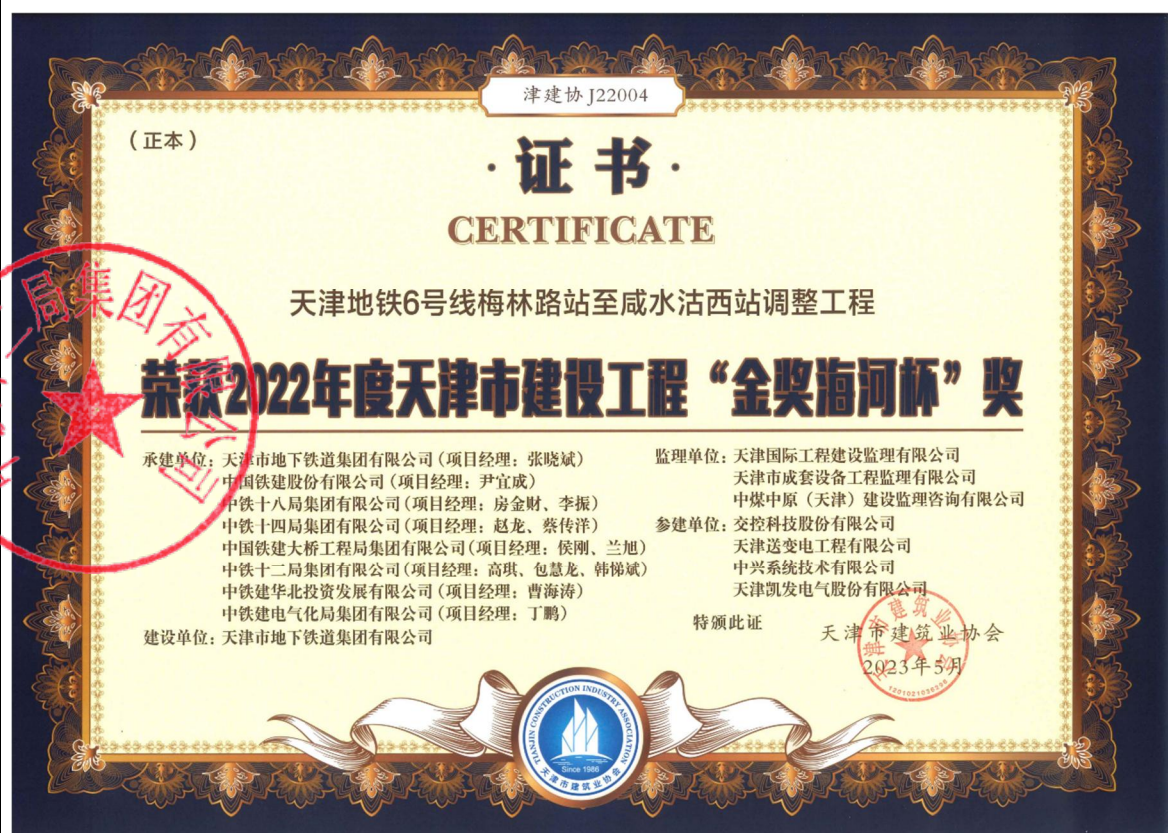 津建协 J22004
（正本）
·证书·
CERTIFICATE
天津地铁6号线梅林路站至咸水沽西站调整工程
荣获2022年度天津市建设工程“金奖海河杯”奖
承建单位：天津市地下铁道集团有限公司（项目经理：张晓斌）
中国铁建股份有限公司（项目经理：尹宜成）
中铁十八局集团有限公司（项目经理：房金财、李振）
中铁十四局集团有限公司（项目经理：赵龙、蔡传洋）
中国铁建大桥工程局集团有限公司（项目经理：侯刚、兰旭）
中铁十二局集团有限公司（项目经理：高琪、包慧龙、韩悌斌）
中铁建华北投资发展有限公司（项目经理：曹海涛）
中铁建电气化局集团有限公司（项目经理：丁鹏）
建设单位：天津市地下铁道集团有限公司
监理单位：天津国际工程建设监理有限公司
天津市成套设备工程监理有限公司
中煤中原（天津）建设监理咨询有限公司
参建单位：交控科技股份有限公司
天津送变电工程有限公司
中兴系统技术有限公司
天津凯发电气股份有限公司
特颁此证
天津市建筑业协会
2023年5月
天津市建筑业协会
局集团有限公司
TIANJIN CONSTRUCTION INDUSTRY ASSOCIATION
Since 1986
天津市建筑业协会